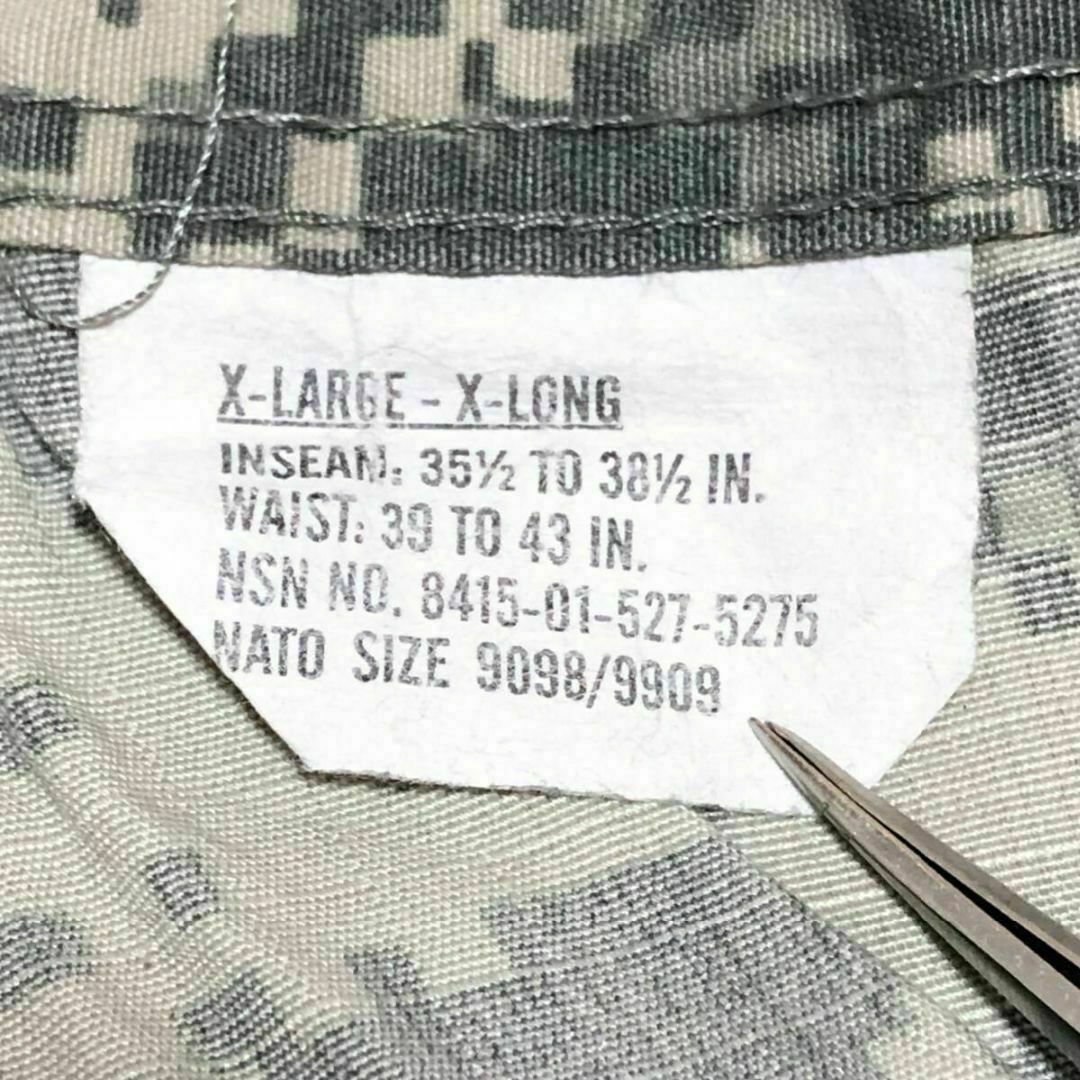 X-LARGE - X-LONG
INSEAM: 35½ TO 38½ IN.
WAIST: 39 TO 43 IN.
NSN NO. 8415-01-527-5275
NATO SIZE 9098/9909